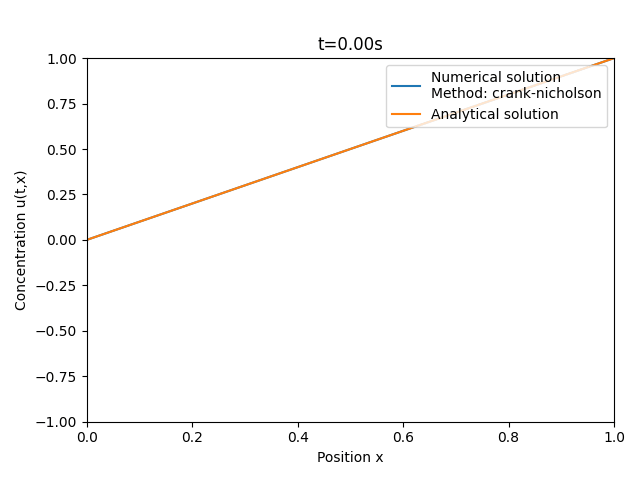 t=0.00s
Numerical solution
Method: crank-nicholson
Analytical solution
Concentration u(t,x)
1.00
0.75
0.50
0.25
0.00
−0.25
−0.50
−0.75
−1.00
0.0 0.2 0.4 0.6 0.8 1.0
Position x